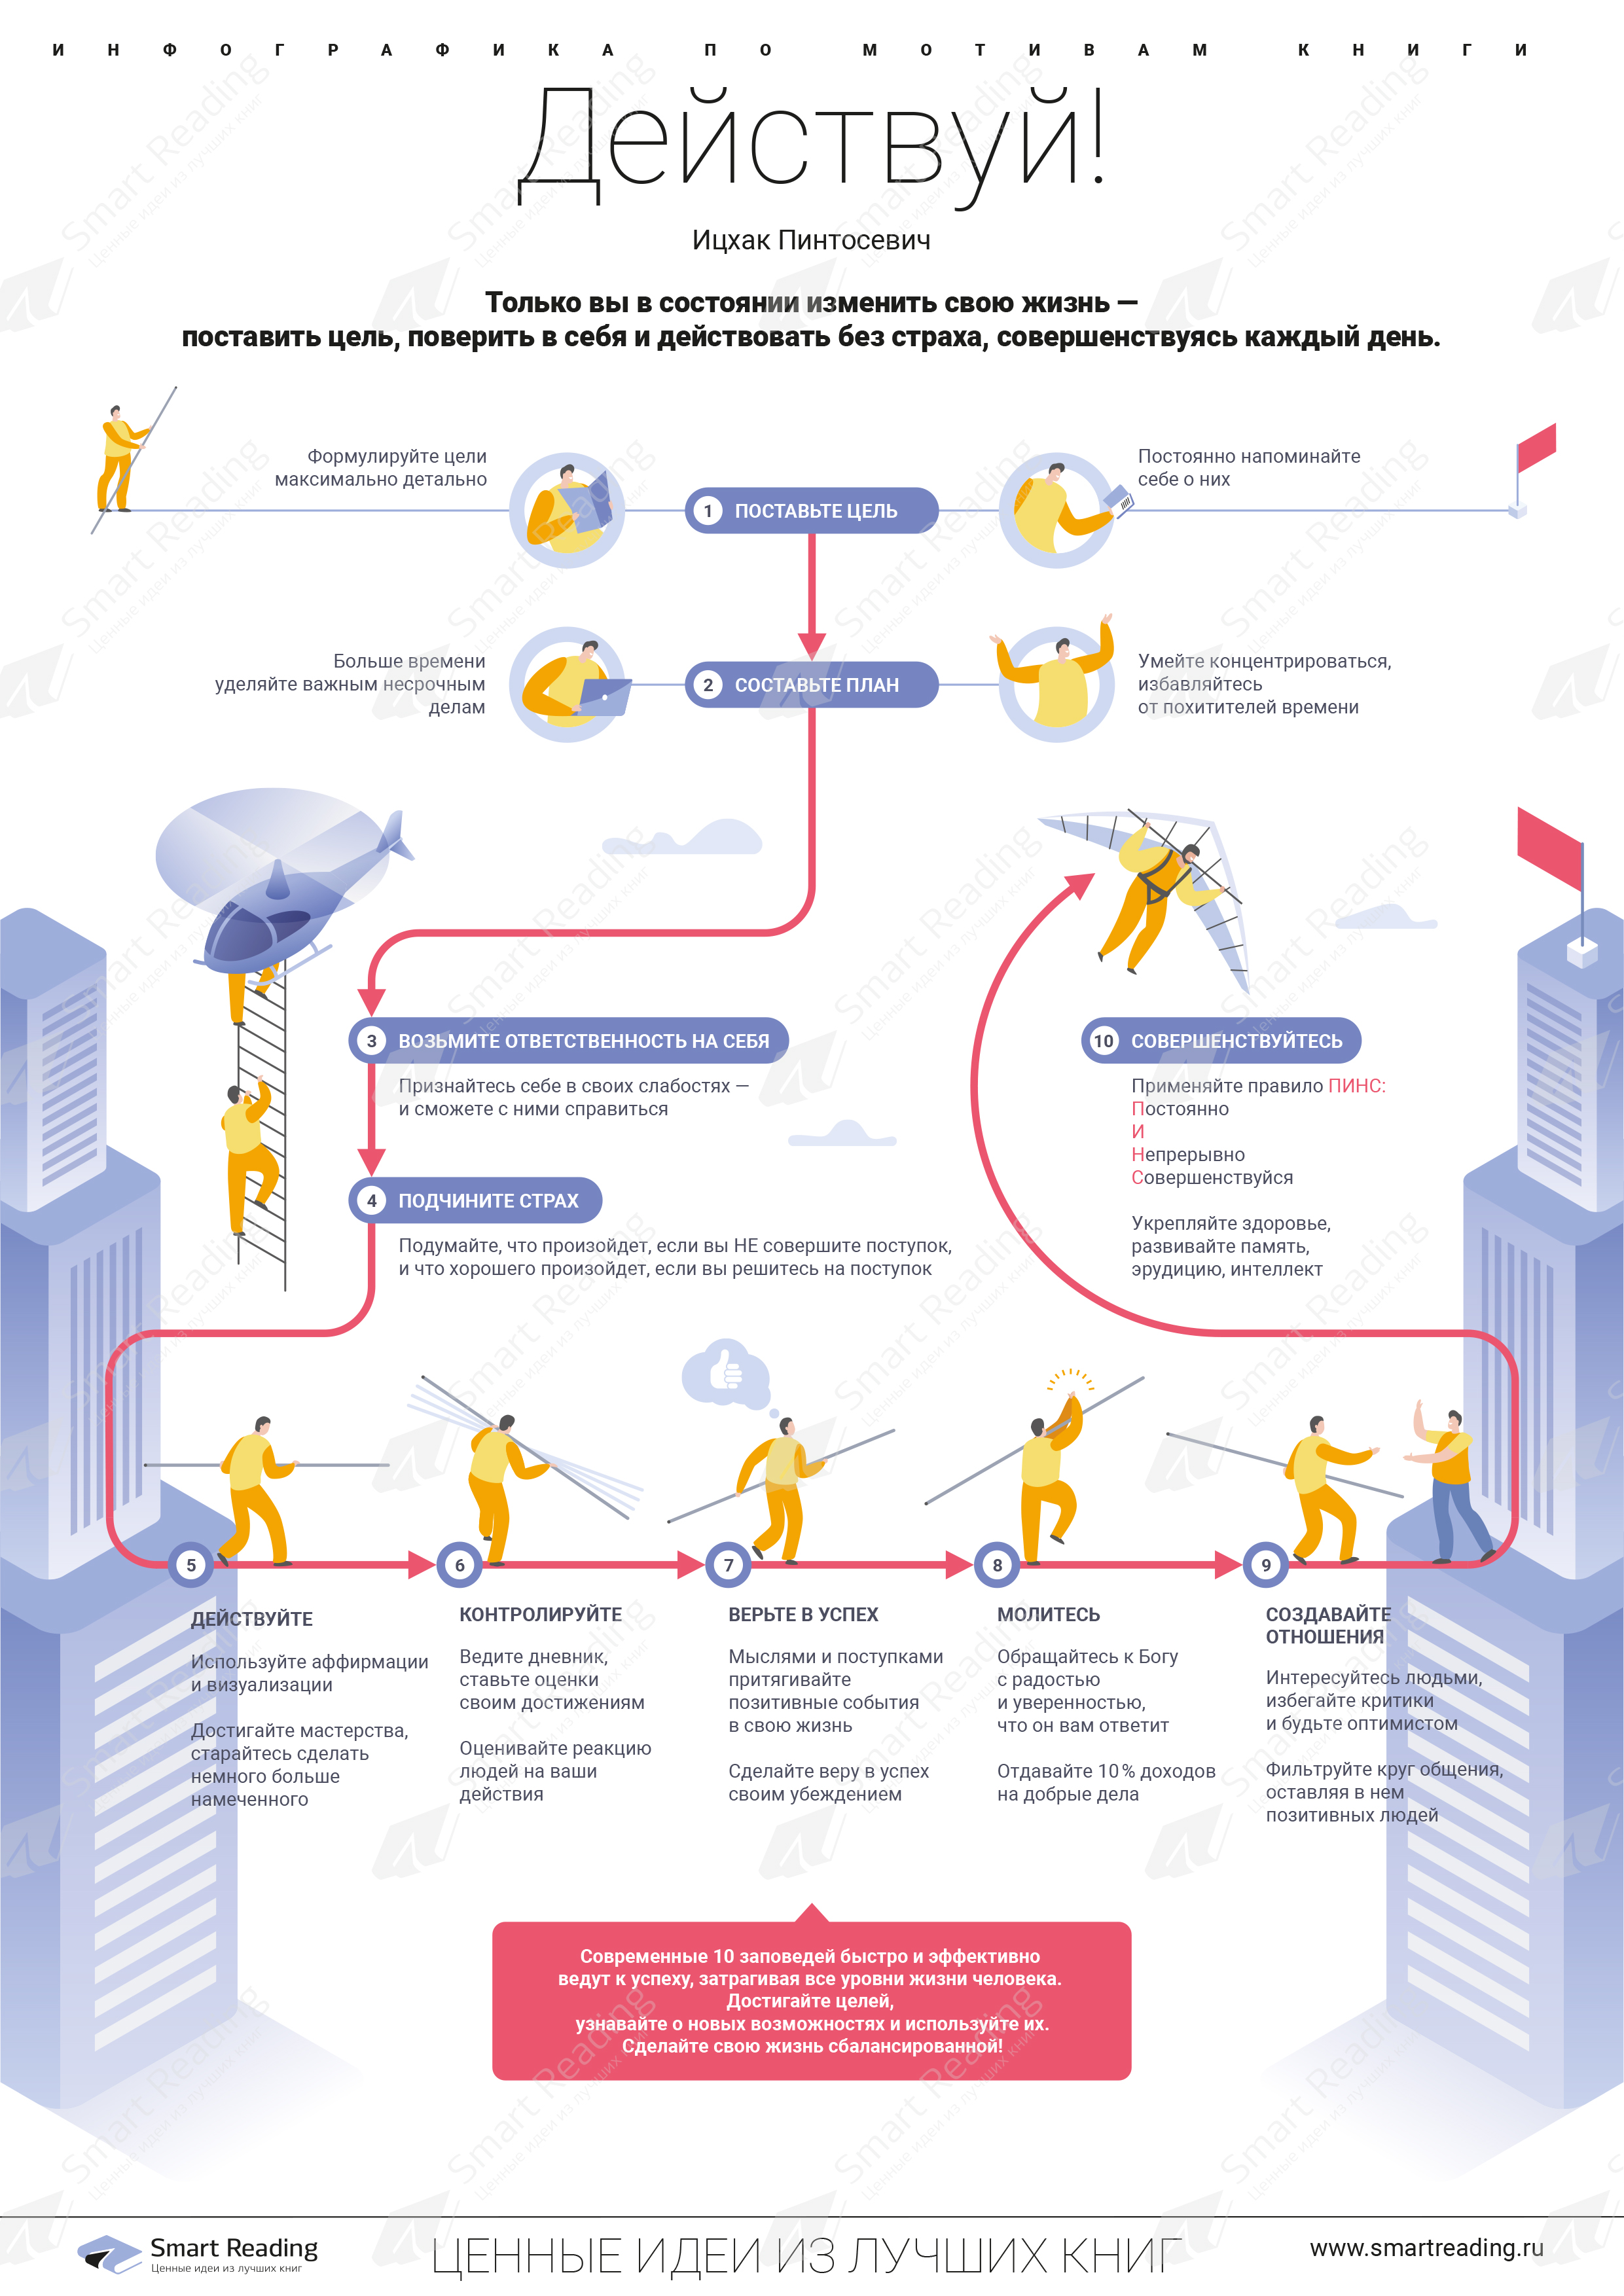 ИНФОГРАФИКА ПО МОТИВАМ КНИГИ
Действуй!
Ицхак Пинтосевич
Только вы в состоянии изменить свою жизнь —
поставить цель, поверить в себя и действовать без страха, совершенствуясь каждый день.
Формулируйте цели
максимально детально
1 ПОСТАВЬТЕ ЦЕЛЬ
Постоянно напоминайте
себе о них
Больше времени
уделяйте важным несрочным
делам
2 СОСТАВЬТЕ ПЛАН
Умейте концентрироваться,
избавляйтесь
от похитителей времени
3 ВОЗЬМИТЕ ОТВЕТСТВЕННОСТЬ НА СЕБЯ
Признайтесь себе в своих слабостях —
и сможете с ними справиться
4 ПОДЧИНИТЕ СТРАХ
Подумайте, что произойдет, если вы НЕ совершите поступок,
и что хорошего произойдет, если вы решитесь на поступок
10 СОВЕРШЕНСТВУЙТЕСЬ
Применяйте правило ПИНС:
Постоянно
И
Непрерывно
Совершенствуйся
Укрепляйте здоровье,
развивайте память,
эрудицию, интеллект
5
ДЕЙСТВУЙТЕ
Используйте аффирмации
и визуализации
Достигайте мастерства,
старайтесь сделать
немного больше
намеченного
6
КОНТРОЛИРУЙТЕ
Ведите дневник,
ставьте оценки
своим достижениям
Оценивайте реакцию
людей на ваши
действия
7
ВЕРЬТЕ В УСПЕХ
Мыслями и поступками
притягивайте
позитивные события
в свою жизнь
Сделайте веру в успех
своим убеждением
8
МОЛИТЕСЬ
Обращайтесь к Богу
с радостью
и уверенностью,
что он вам ответит
Отдавайте 10 % доходов
на добрые дела
9
СОЗДАВАЙТЕ
ОТНОШЕНИЯ
Интересуйтесь людьми,
избегайте критики
и будьте оптимистом
Фильтруйте круг общения,
оставляя в нем
позитивных людей
Современные 10 заповедей быстро и эффективно
ведут к успеху, затрагивая все уровни жизни человека.
Достигайте целей,
узнавайте о новых возможностях и используйте их.
Сделайте свою жизнь сбалансированной!
Smart Reading
Ценные идеи из лучших книг
ЦЕННЫЕ ИДЕИ ИЗ ЛУЧШИХ КНИГ
www.smartreading.ru